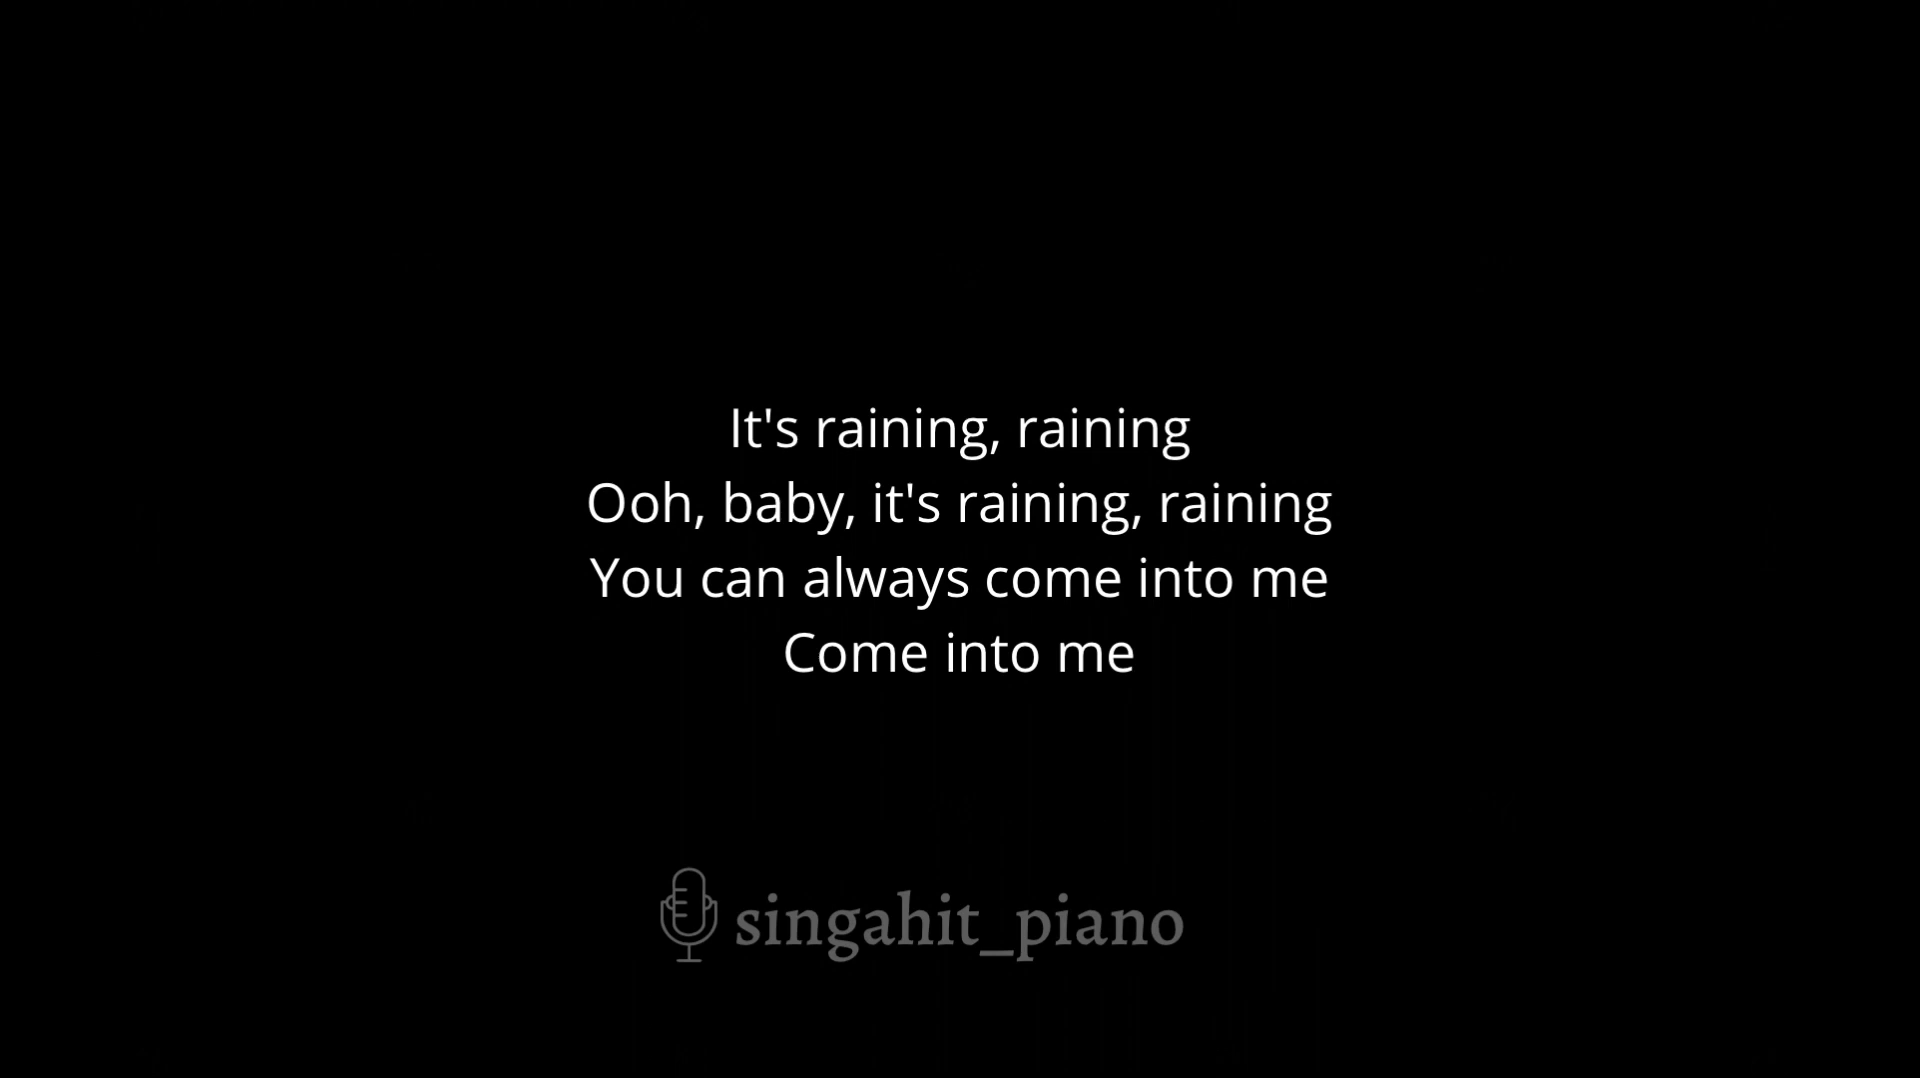 It's raining, raining
Ooh, baby, it's raining, raining
You can always come into me
Come into me
singahit_piano